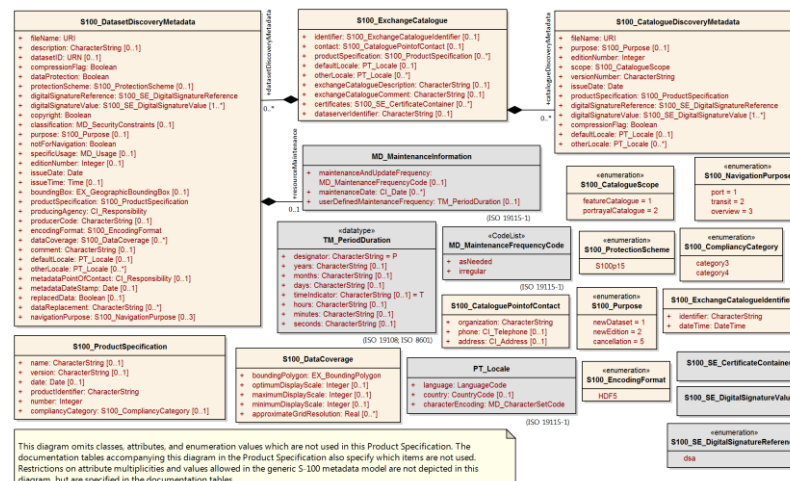 S100_DatasetDiscoveryMetadata
+ fileName: URI
+ description: CharacterString [0..1]
+ datasetID: URN [0..1]
+ compressionFlag: Boolean
+ dataProtection: Boolean
+ protectionScheme: S100_ProtectionScheme [0..1]
+ digitalSignatureReference: S100_SE_DigitalSignatureReference
+ digitalSignatureValue: S100_SE_DigitalSignatureValue [1..*]
+ copyright: Boolean
+ classification: MD_SecurityConstraints [0..1]
+ purpose: S100_Purpose [0..1]
+ notForNavigation: Boolean
+ specificUsage: MD_Usage [0..1]
+ editionNumber: Integer [0..1]
+ issueDate: Date
+ issueTime: Time [0..1]
+ boundingBox: EX_GeographicBoundingBox [0..1]
+ productSpecification: S100_ProductSpecification
+ producingAgency: CI_Responsibility
+ producerCode: CharacterString [0..1]
+ encodingFormat: S100_EncodingFormat
+ dataCoverage: S100_DataCoverage [0..*]
+ comment: CharacterString [0..1]
+ defaultLocale: PT_Locale [0..1]
+ otherLocale: PT_Locale [0..*]
+ metadataPointOfContact: CI_Responsibility [0..1]
+ metadataDateStamp: Date [0..1]
+ replacedData: Boolean [0..1]
+ dataReplacement: CharacterString [0..*]
+ navigationPurpose: S100_NavigationPurpose [0..3]
+datasetDiscoveryMetadata
0..*
S100_ExchangeCatalogue
+ identifier: S100_ExchangeCatalogueIdentifier [0..1]
+ contact: S100_CataloguePointofContact [0..1]
+ productSpecification: S100_ProductSpecification [0..*]
+ defaultLocale: PT_Locale [0..1]
+ otherLocale: PT_Locale [0..*]
+ exchangeCatalogueDescription: CharacterString [0..1]
+ exchangeCatalogueComment: CharacterString [0..1]
+ certificates: S100_SE_CertificateContainer [0..*]
+ dataserverIdentifier: CharacterString [0..1]
+catalogueDiscoveryMetadata
0..*
S100_CatalogueDiscoveryMetadata
+ fileName: URI
+ purpose: S100_Purpose [0..1]
+ editionNumber: Integer
+ scope: S100_CatalogueScope
+ versionNumber: CharacterString
+ issueDate: Date
+ productSpecification: S100_ProductSpecification
+ digitalSignatureReference: S100_SE_DigitalSignatureReference
+ digitalSignatureValue: S100_SE_DigitalSignatureValue [1..*]
+ compressionFlag: Boolean
+ defaultLocale: PT_Locale [0..1]
+ otherLocale: PT_Locale [0..*]
+resourceMaintenance
0..1
MD_MaintenanceInformation
+ maintenanceAndUpdateFrequency:
MD_MaintenanceFrequencyCode [0..1]
+ maintenanceDate: CI_Date [0..1]
+ userDefinedMaintenanceFrequency: TM_PeriodDuration [0..1]
(ISO 19115-1)
«enumeration»
S100_CatalogueScope
featureCatalogue = 1
portrayalCatalogue = 2
«enumeration»
S100_NavigationPurpose
port = 1
transit = 2
overview = 3
«datatype»
TM_PeriodDuration
+ designator: CharacterString = P
+ years: CharacterString [0..1]
+ months: CharacterString [0..1]
+ days: CharacterString [0..1]
+ timeIndicator: CharacterString [0..1] = T
+ hours: CharacterString [0..1]
+ minutes: CharacterString [0..1]
+ seconds: CharacterString [0..1]
(ISO 19108; ISO 8601)
«CodeList»
MD_MaintenanceFrequencyCode
+ asNeeded
+ irregular
(ISO 19115-1)
«enumeration»
S100_ProtectionScheme
S100p15
«enumeration»
S100_CompliancyCategory
category3
category4
S100_CataloguePointofContact
+ organization: CharacterString
+ phone: CI_Telephone [0..1]
+ address: CI_Address [0..1]
«enumeration»
S100_Purpose
newDataset = 1
newEdition = 2
cancellation = 5
S100_ExchangeCatalogueIdentifier
+ identifier: CharacterString
+ dateTime: DateTime
S100_ProductSpecification
+ name: CharacterString [0..1]
+ version: CharacterString [0..1]
+ date: Date [0..1]
+ productIdentifier: CharacterString
+ number: Integer
+ compliancyCategory: S100_CompliancyCategory [0..1]
S100_DataCoverage
+ boundingPolygon: EX_BoundingPolygon
+ optimumDisplayScale: Integer [0..1]
+ maximumDisplayScale: Integer [0..1]
+ minimumDisplayScale: Integer [0..1]
+ approximateGridResolution: Real [0..*]
PT_Locale
+ language: LanguageCode
+ country: CountryCode [0..1]
+ characterEncoding: MD_CharacterSetCode
(ISO 19115-1)
«enumeration»
S100_EncodingFormat
HDF5
S100_SE_CertificateContainer
S100_SE_DigitalSignatureValue
«enumeration»
S100_SE_DigitalSignatureReference
dsa
This diagram omits classes, attributes, and enumeration values which are not used in this Product Specification. The
documentation tables accompanying this diagram in the Product Specification also specify which items are not used.
Restrictions on attribute multiplicities and values allowed in the generic S-100 metadata model are not depicted in this
diagram, but are specified in the documentation tables.